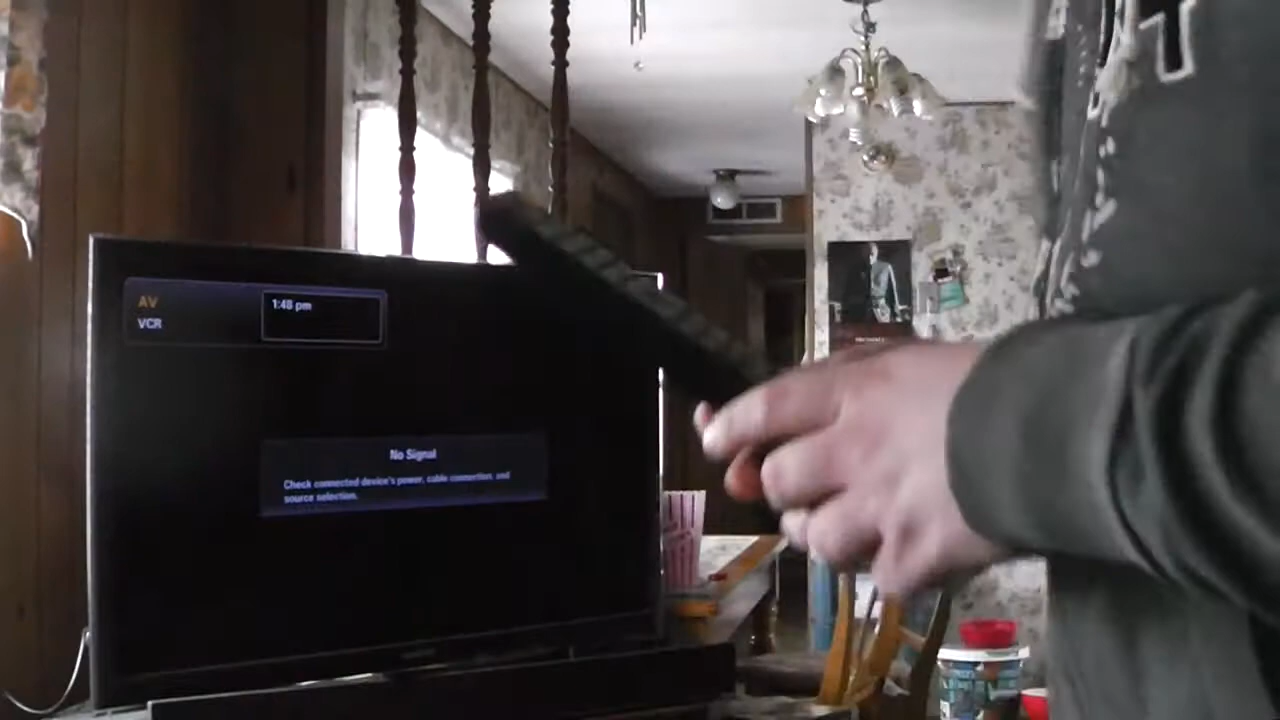 AV
VCR
1:48 pm
No Signal
Check connected device's power, cable connection, and
source selection.